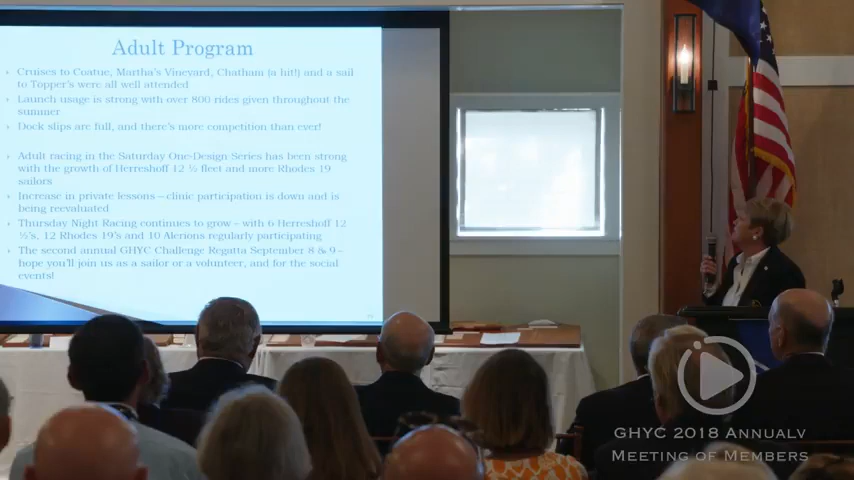 Adult Program
Cruises to Coatue, Martha's Vineyard, Chatham (a hit!) and a sail
to Topper's were all well attended
Launch usage is strong with over 800 rides given throughout the
summer
Dock slips are full, and there's more competition than ever!
Adult racing in the Saturday One-Design Series has been strong
with the growth of Herreshoff 12 ½ fleet and more Rhodes 19
sailors
Increase in private lessons – clinic participation is down and is
being reevaluated
Thursday Night Racing continues to grow – with 6 Herreshoff 12
½'s, 12 Rhodes 19's and 10 Alerions regularly participating
The second annual GHYC Challenge Regatta September 8 & 9 –
hope you'll join us as a sailor or a volunteer, and for the social
events!
GHYC 2018 Annualv
Meeting of Members